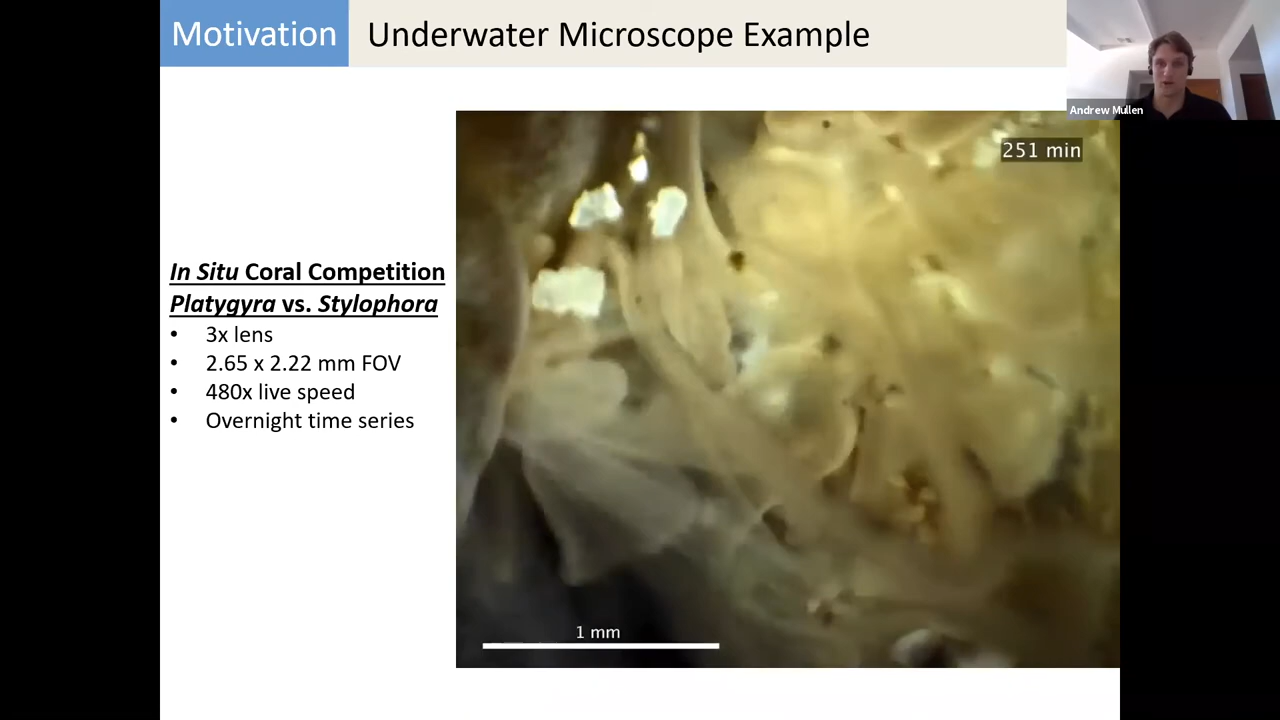 Motivation
Underwater Microscope Example
Andrew Mullen
251 min
In Situ Coral Competition
Platygyra vs. Stylophora
• 3x lens
• 2.65 x 2.22 mm FOV
• 480x live speed
• Overnight time series
1 mm